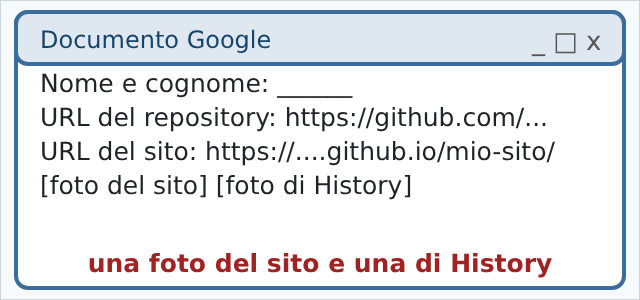 Documento Google
_ □ x
Nome e cognome: ______
URL del repository: https://github.com/...
URL del sito: https://....github.io/mio-sito/
[foto del sito] [foto di History]
una foto del sito e una di History